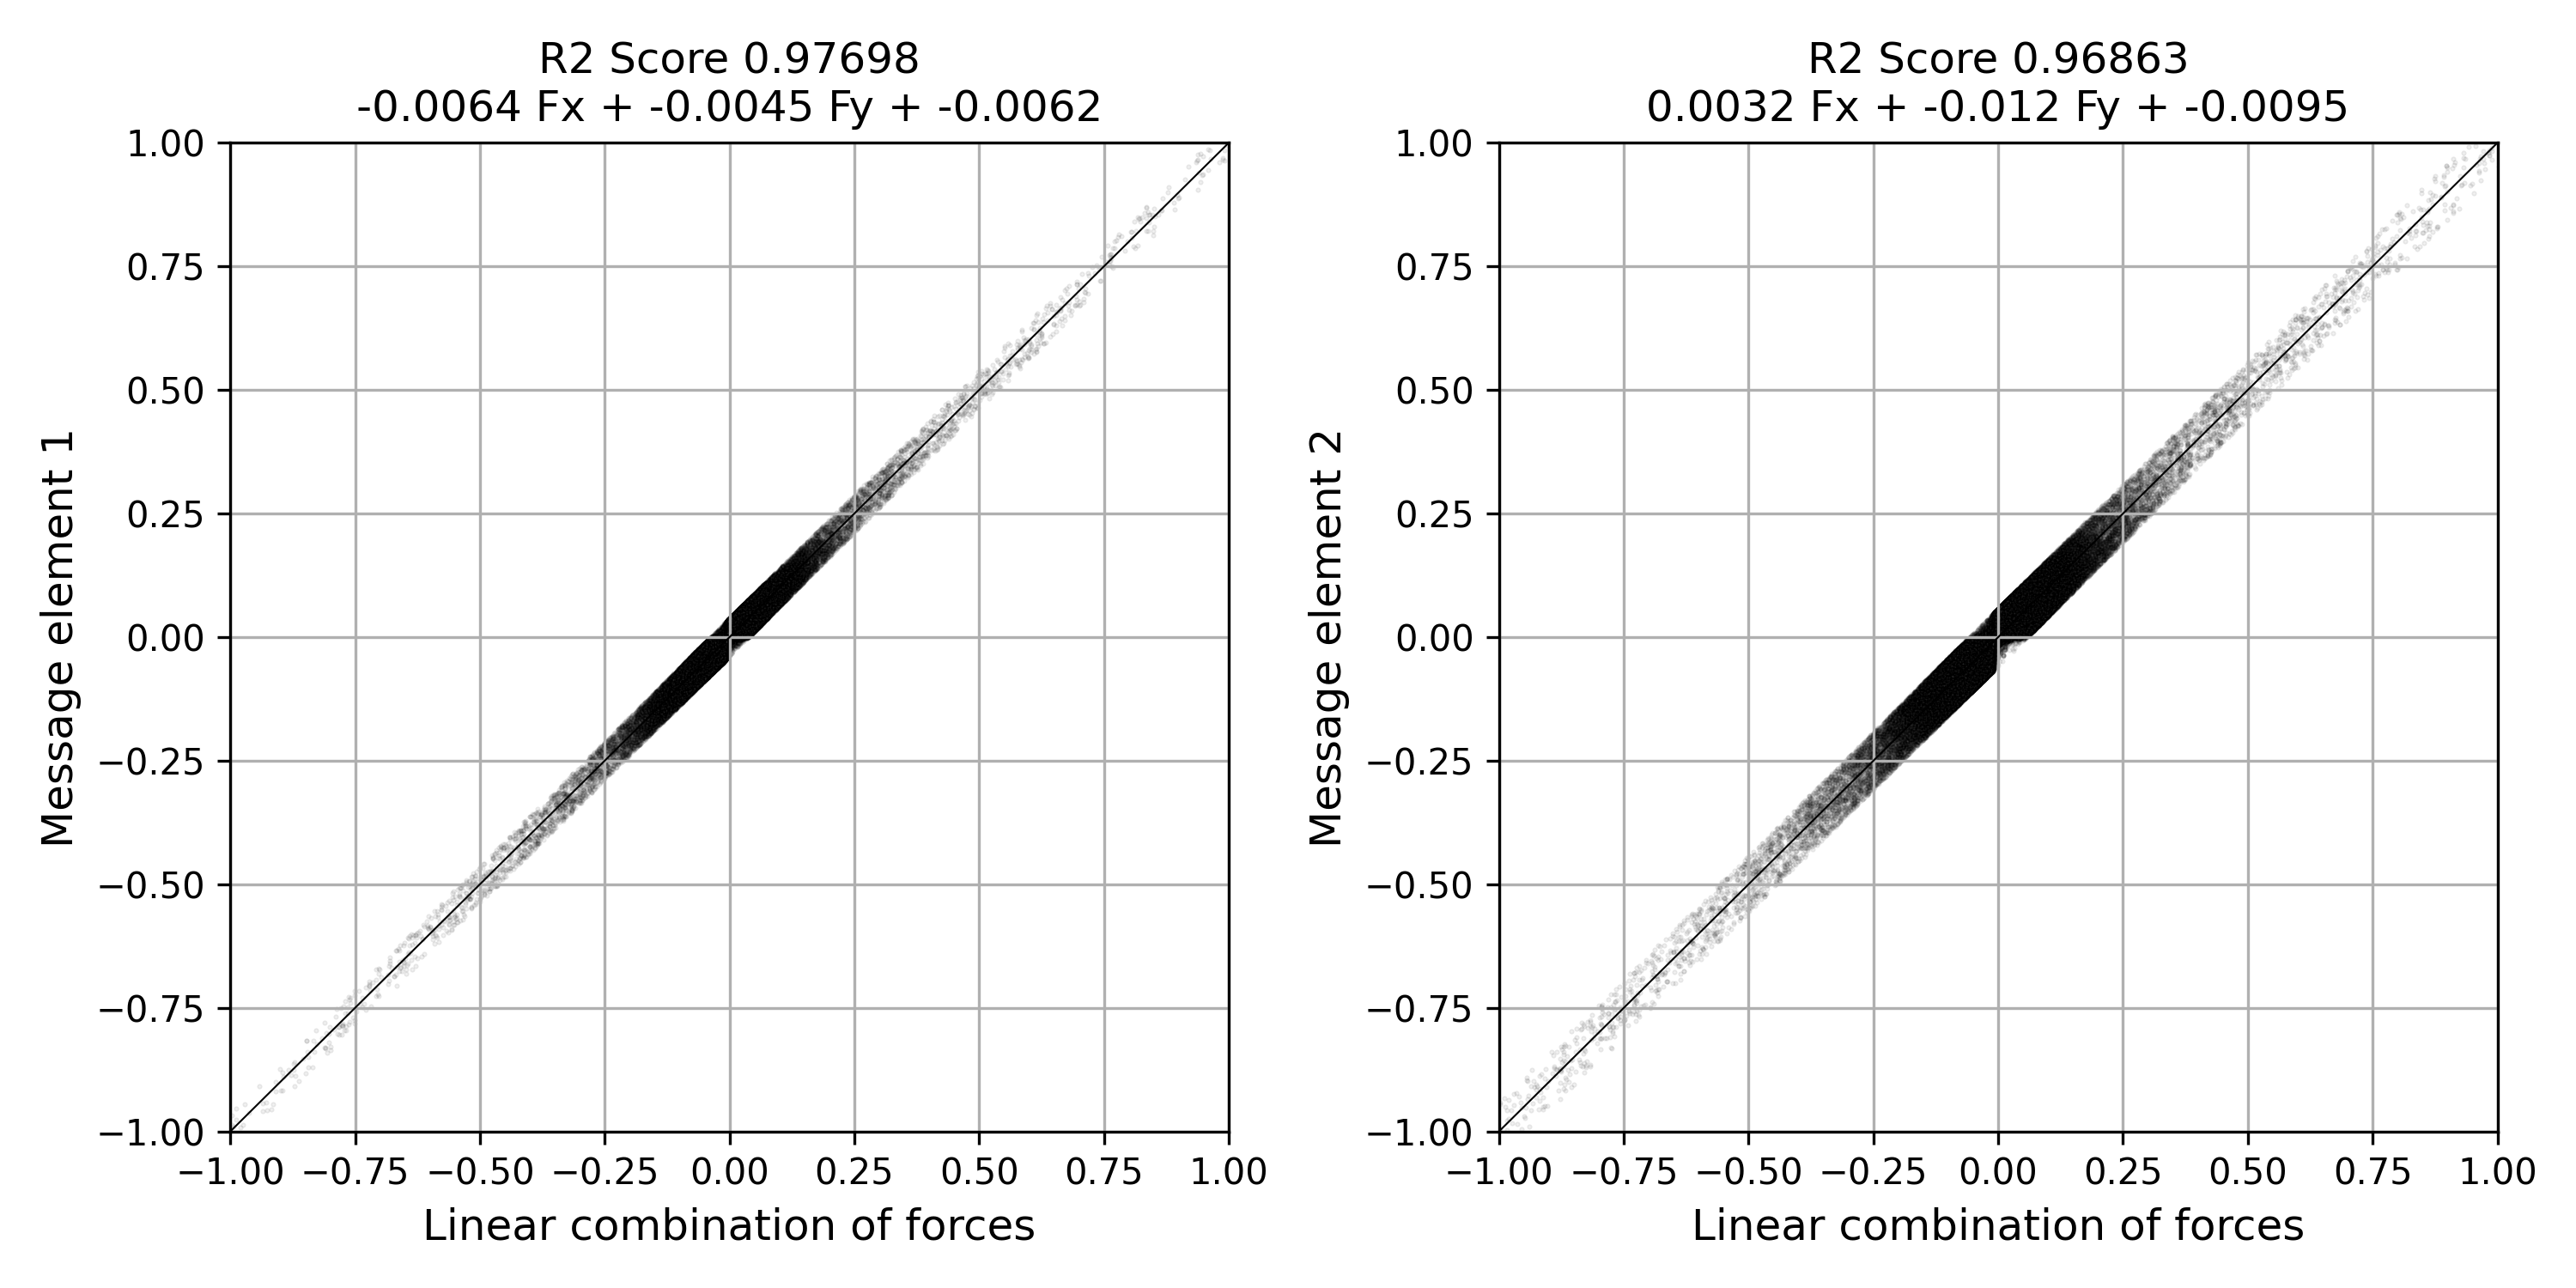 R2 Score 0.97698
-0.0064 Fx + -0.0045 Fy + -0.0062
1.00
0.75
0.50
0.25
0.00
−0.25
−0.50
−0.75
−1.00
Message element 1
−1.00 −0.75 −0.50 −0.25 0.00 0.25 0.50 0.75 1.00
Linear combination of forces
R2 Score 0.96863
0.0032 Fx + -0.012 Fy + -0.0095
1.00
0.75
0.50
0.25
0.00
−0.25
−0.50
−0.75
−1.00
Message element 2
−1.00 −0.75 −0.50 −0.25 0.00 0.25 0.50 0.75 1.00
Linear combination of forces